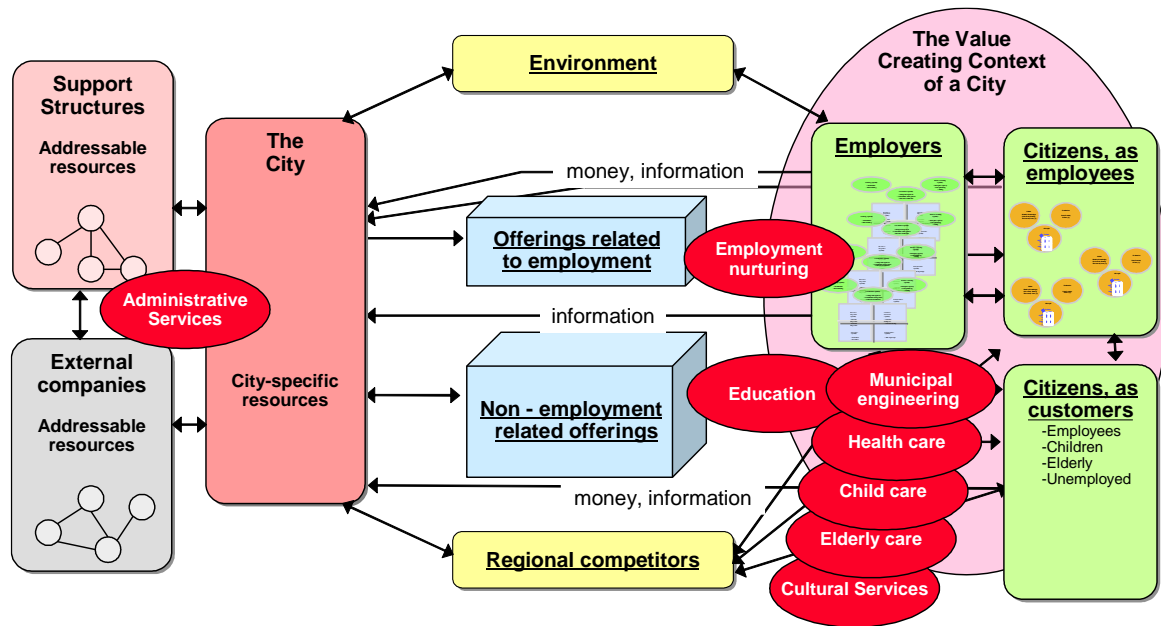 The Value
Creating Context
of a City
Environment
Support
Structures
Addressable
resources
The
City
Employers
Citizens, as
employees
money, information
Offerings related
to employment
Employment
nurturing
Administrative
Services
information
External
companies
Addressable
resources
City-specific
resources
Non - employment
related offerings
Education
Municipal
engineering
Citizens, as
customers
-Employees
-Children
-Elderly
-Unemployed
Health care
money, information
Child care
Elderly care
Regional competitors
Cultural Services